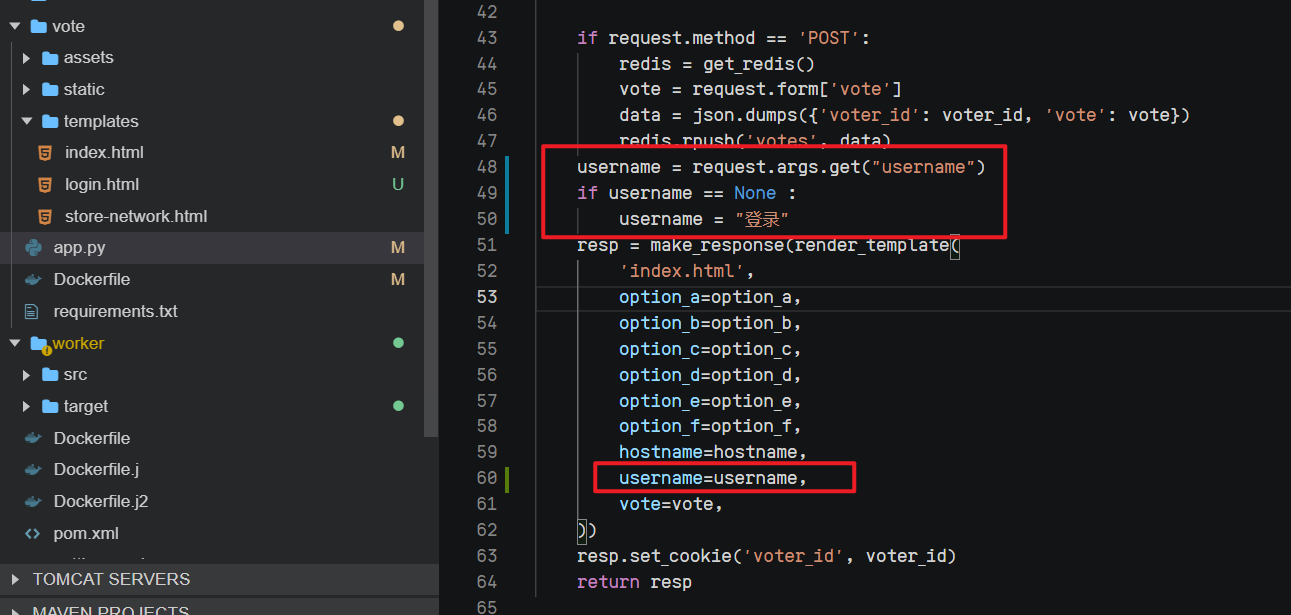 vote
assets
static
templates
index.html M
login.html U
store-network.html
app.py M
Dockerfile M
requirements.txt
worker
src
target
Dockerfile
Dockerfile.j
Dockerfile.j2
pom.xml
TOMCAT SERVERS
MAVEN PROJECTS
42
43 if request.method == 'POST':
44 redis = get_redis()
45 vote = request.form['vote']
46 data = json.dumps({'voter_id': voter_id, 'vote': vote})
47 redis.rpush('votes', data)
48 username = request.args.get("username")
49 if username == None :
50 username = "登录"
51 resp = make_response(render_template(
52 'index.html',
53 option_a=option_a,
54 option_b=option_b,
55 option_c=option_c,
56 option_d=option_d,
57 option_e=option_e,
58 option_f=option_f,
59 hostname=hostname,
60 username=username,
61 vote=vote,
62 ))
63 resp.set_cookie('voter_id', voter_id)
64 return resp
65